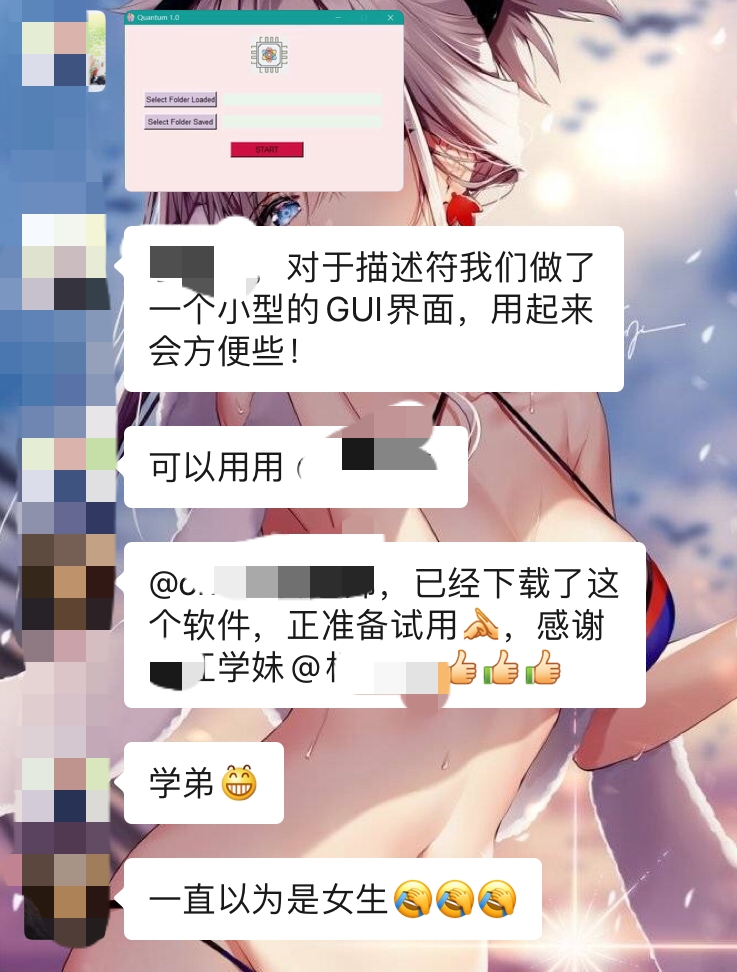 Quantum 1.0
Select Folder Loaded
Select Folder Saved
START
，对于描述符我们做了
一个小型的GUI界面，用起来
会方便些！
可以用用
@，已经下载了这
个软件，正准备试用🙏，感谢
学妹@👍👍👍
学弟😁
一直以为是女生🤣🤣🤣